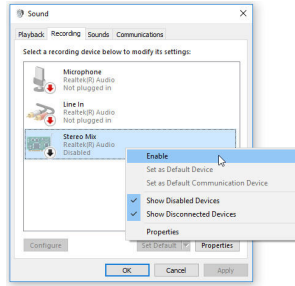 Sound
Playback Recording Sounds Communications
Select a recording device below to modify its settings:
Microphone
Realtek(R) Audio
Not plugged in
Line In
Realtek(R) Audio
Not plugged in
Stereo Mix
Realtek(R) Audio
Disabled
Enable
Set as Default Device
Set as Default Communication Device
Show Disabled Devices
Show Disconnected Devices
Properties
Configure Set Default Properties
OK Cancel Apply